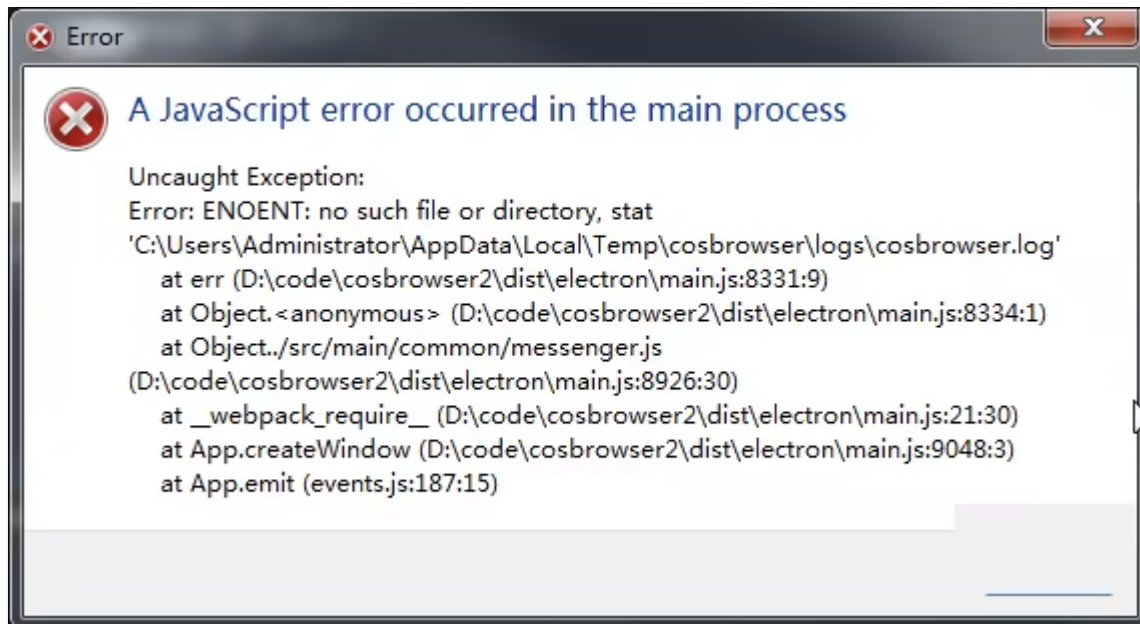 Error
A JavaScript error occurred in the main process
Uncaught Exception:
Error: ENOENT: no such file or directory, stat
'C:\Users\Administrator\AppData\Local\Temp\cosbrowser\logs\cosbrowser.log'
at err (D:\code\cosbrowser2\dist\electron\main.js:8331:9)
at Object.<anonymous> (D:\code\cosbrowser2\dist\electron\main.js:8334:1)
at Object../src/main/common/messenger.js
(D:\code\cosbrowser2\dist\electron\main.js:8926:30)
at __webpack_require__ (D:\code\cosbrowser2\dist\electron\main.js:21:30)
at App.createWindow (D:\code\cosbrowser2\dist\electron\main.js:9048:3)
at App.emit (events.js:187:15)